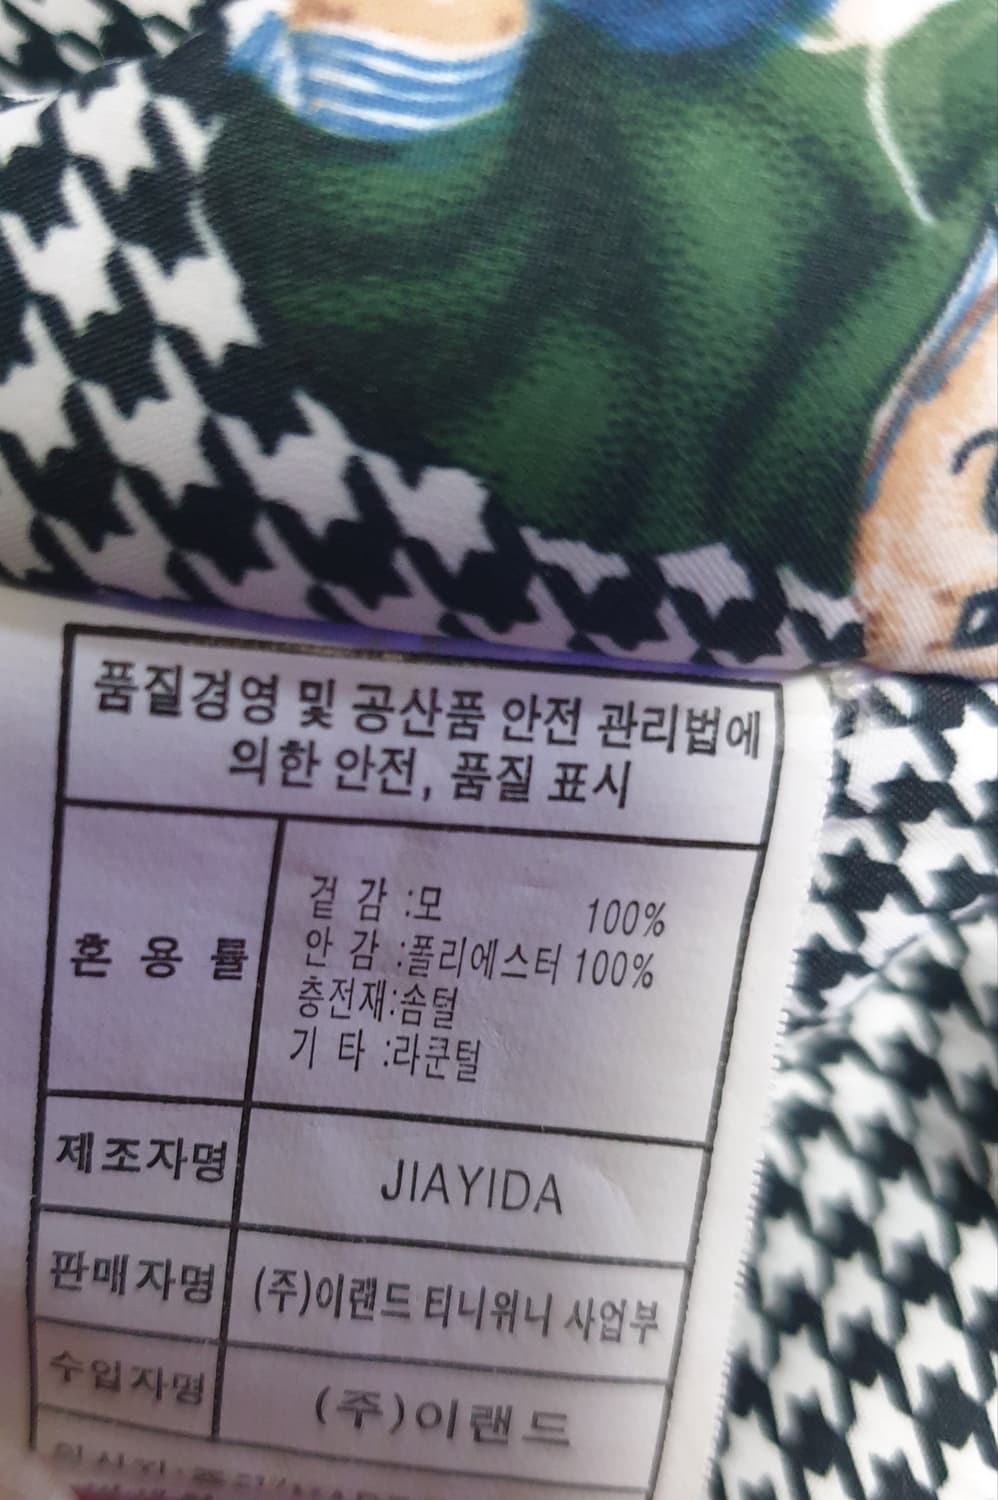 품질경영 및 공산품 안전 관리법에
의한 안전, 품질 표시
혼 용 률
겉 감 :모 100%
안 감 :폴리에스터 100%
충전재:솜털
기 타 :라쿤털
제조자명 JIAYIDA
판매자명 (주)이랜드 티니위니 사업부
수입자명 (주)이랜드